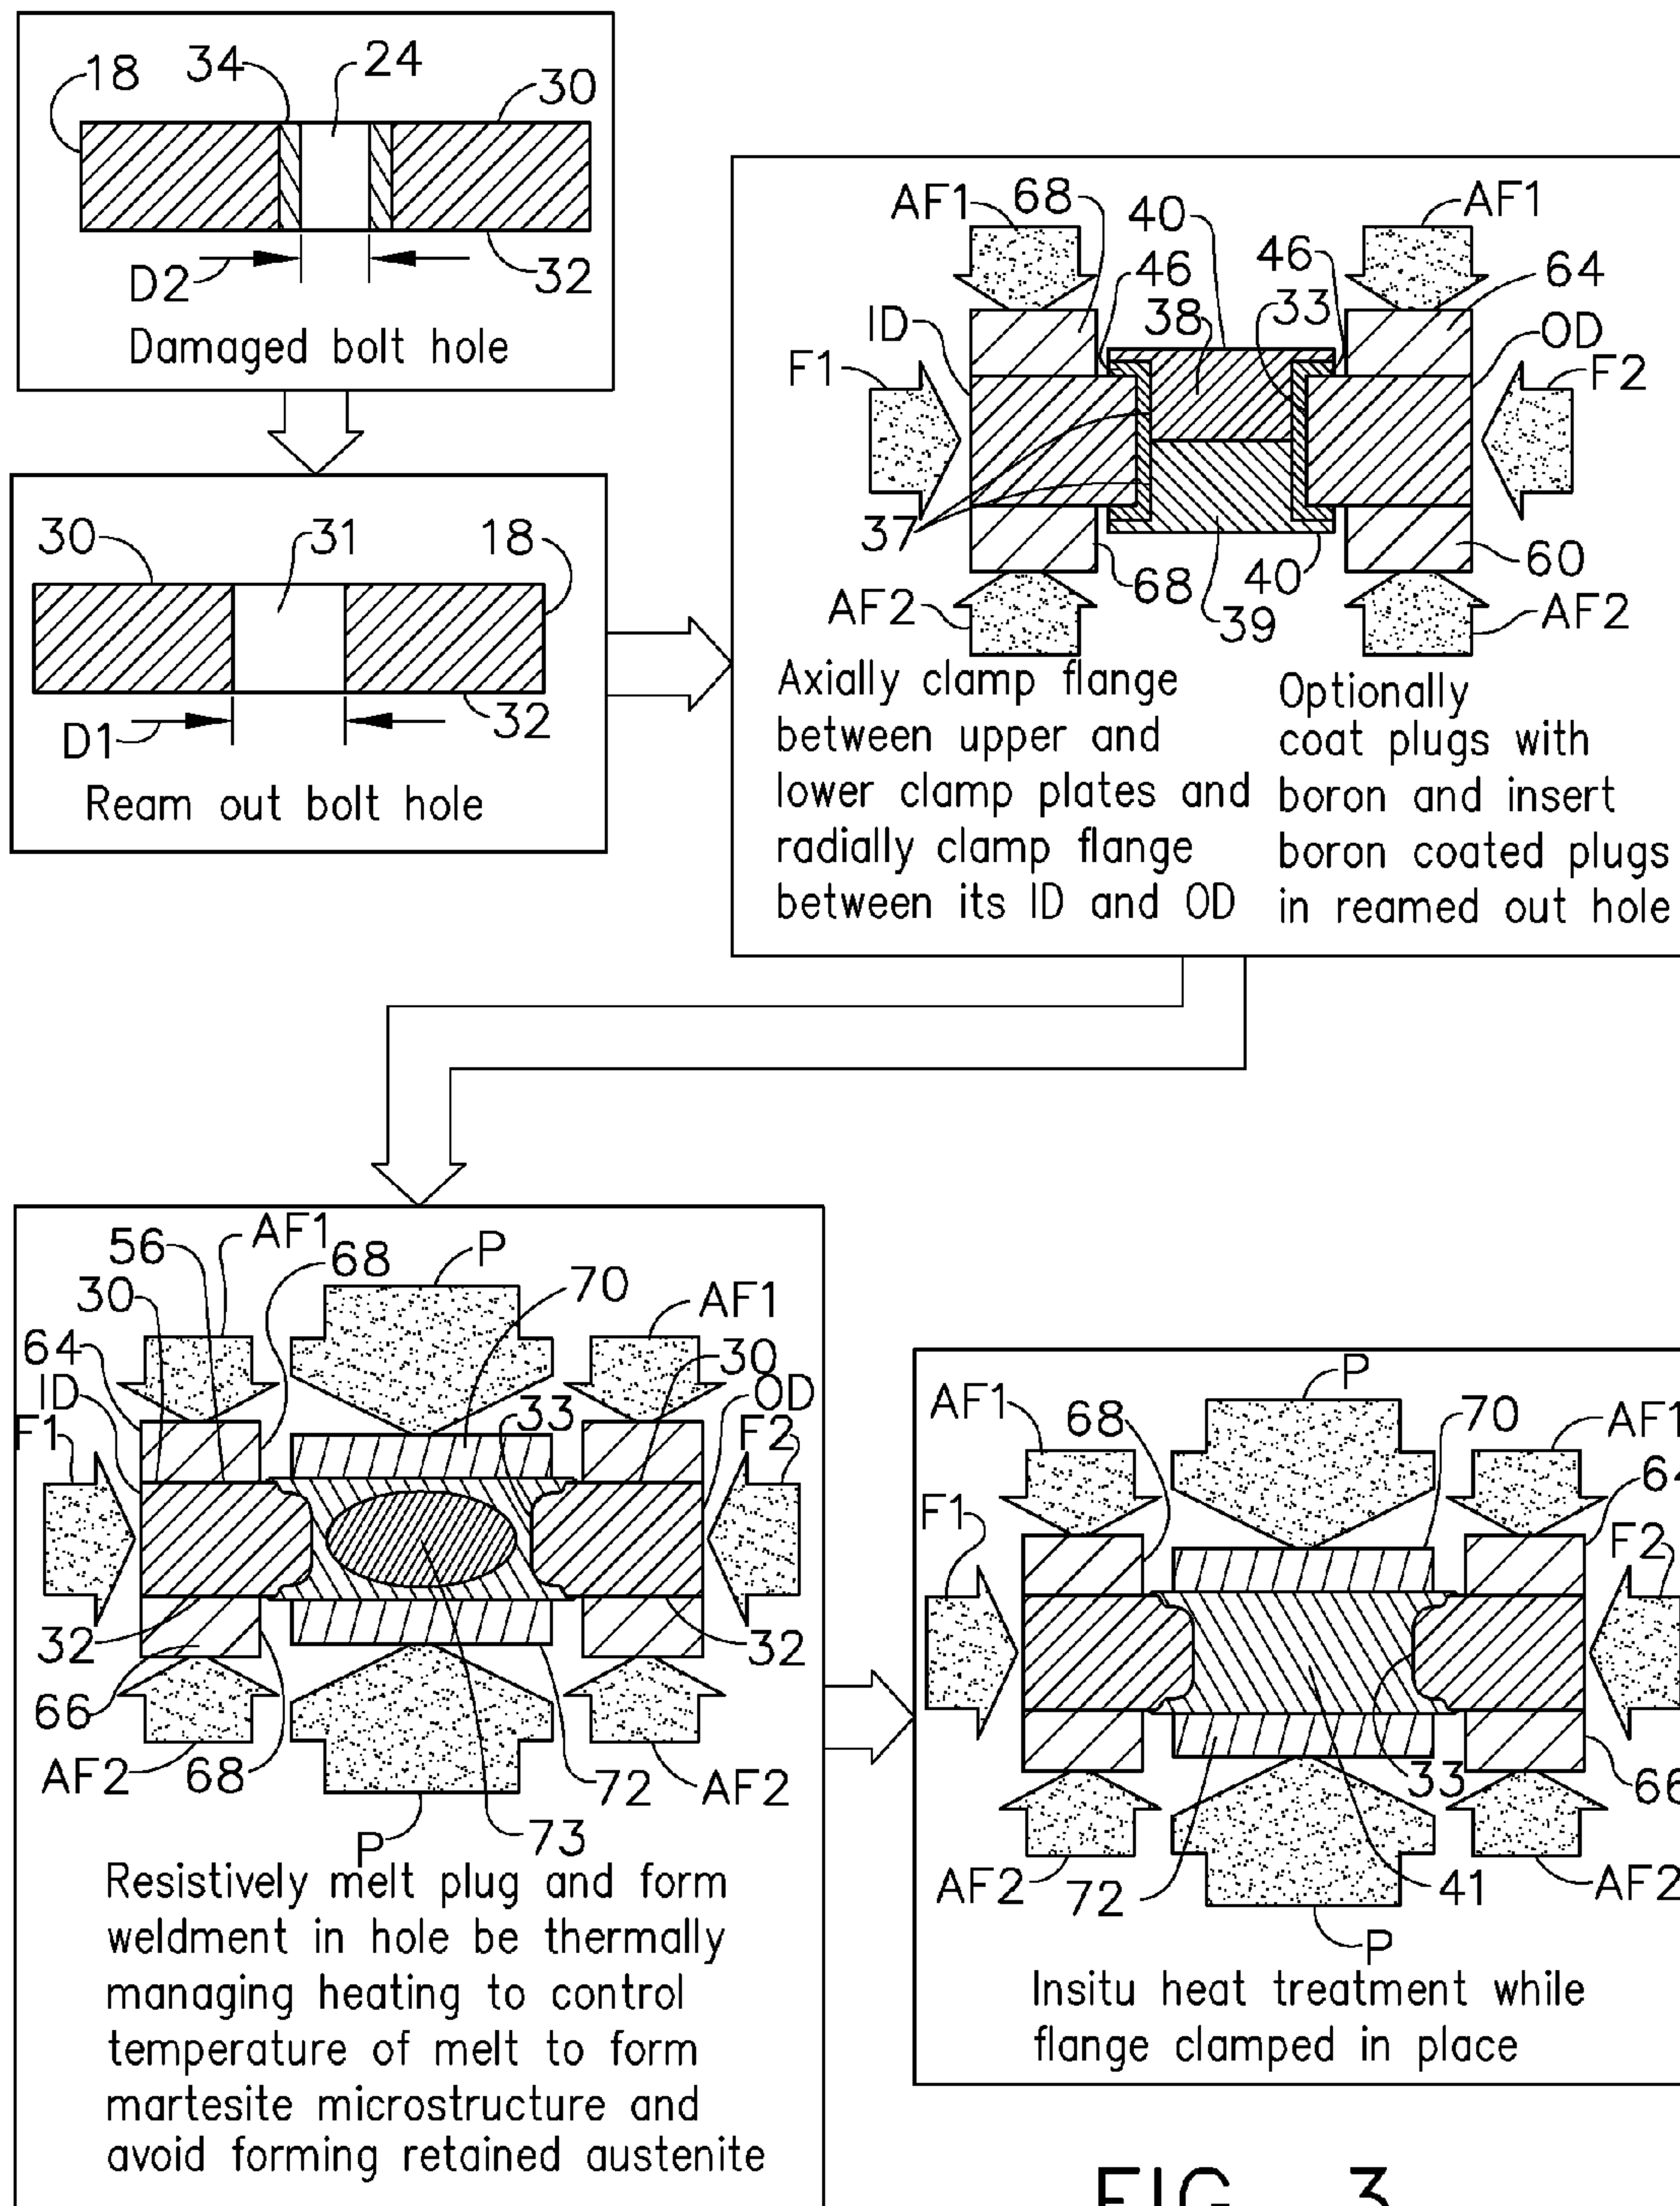 18 34 24 30
D2 32
Damaged bolt hole
30 31 18
D1 32
Ream out bolt hole
AF1 68 40 AF1
46 46 64
ID 38 33 OD
F1 F2
37 60
AF2 68 40 AF2
39
Axially clamp flange
between upper and
lower clamp plates and
radially clamp flange
between its ID and OD
Optionally
coat plugs with
boron and insert
boron coated plugs
in reamed out hole
56 AF1 68 P
30 70 AF1
64 30
ID 33 OD
F1 F2
32 32
66
AF2 68 72 AF2
P 73
Resistively melt plug and form
weldment in hole be thermally
managing heating to control
temperature of melt to form
martesite microstructure and
avoid forming retained austenite
P
AF1 68 70 AF1
64
F1 F2
33 66
AF2 72 41 AF2
P
Insitu heat treatment while
flange clamped in place
FIG. 3